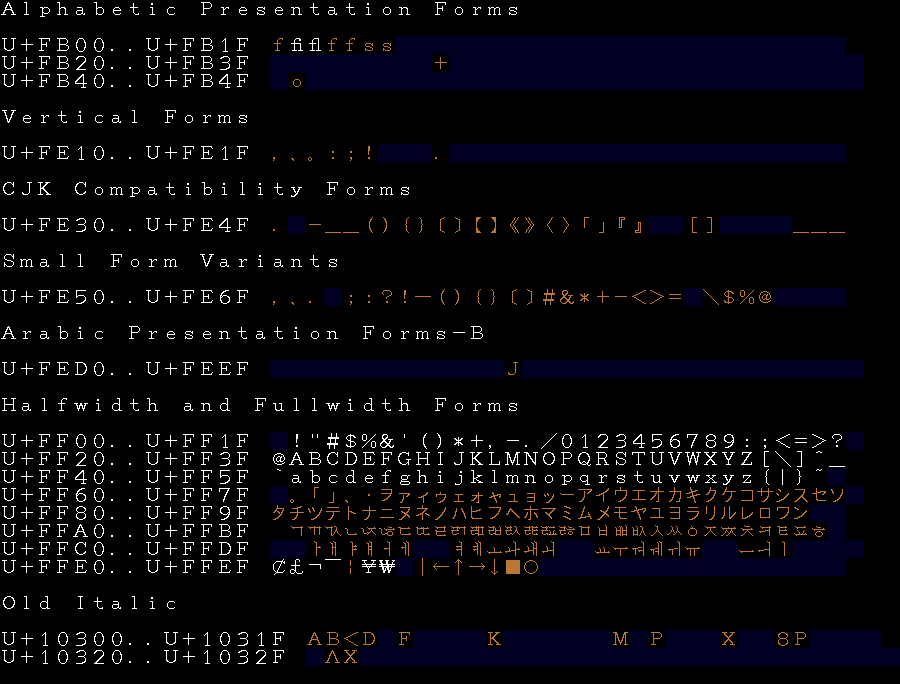 Alphabetic Presentation Forms
U+FB00..U+FB1F ffiflffss
U+FB20..U+FB3F +
U+FB40..U+FB4F o
Vertical Forms
U+FE10..U+FE1F ,、。:;! .
CJK Compatibility Forms
U+FE30..U+FE4F . —__(){}〔〕【】《》〈〉「」『』 [] ___
Small Form Variants
U+FE50..U+FE6F ,、. ;:?!—(){}〔〕#&*+-<>= \$%@
Arabic Presentation Forms-B
U+FED0..U+FEEF J
Halfwidth and Fullwidth Forms
U+FF00..U+FF1F !"#$%&'()*+,-./0123456789:;<=>?
U+FF20..U+FF3F @ABCDEFGHIJKLMNOPQRSTUVWXYZ[\]^_
U+FF40..U+FF5F `abcdefghijklmnopqrstuvwxyz{|}~
U+FF60..U+FF7F 。「」、・ヲァィゥェォャュョッーアイウエオカキクケコサシスセソ
U+FF80..U+FF9F タチツテトナニヌネノハヒフヘホマミムメモヤユヨラリルレロワン
U+FFA0..U+FFBF
U+FFC0..U+FFDF
U+FFE0..U+FFEF ¢£¬¯¦¥₩ |←↑→↓■○
Old Italic
U+10300..U+1031F AB<D F K M P X 8P
U+10320..U+1032F ΛX